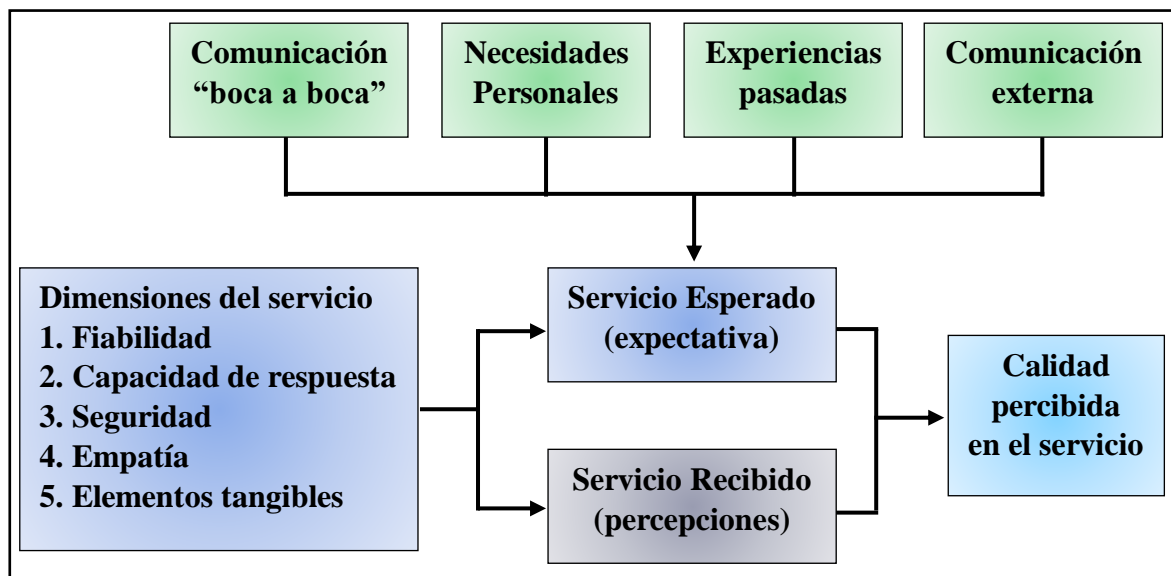 Comunicación
“boca a boca”
Necesidades
Personales
Experiencias
pasadas
Comunicación
externa
Dimensiones del servicio
1. Fiabilidad
2. Capacidad de respuesta
3. Seguridad
4. Empatía
5. Elementos tangibles
Servicio Esperado
(expectativa)
Servicio Recibido
(percepciones)
Calidad
percibida
en el servicio